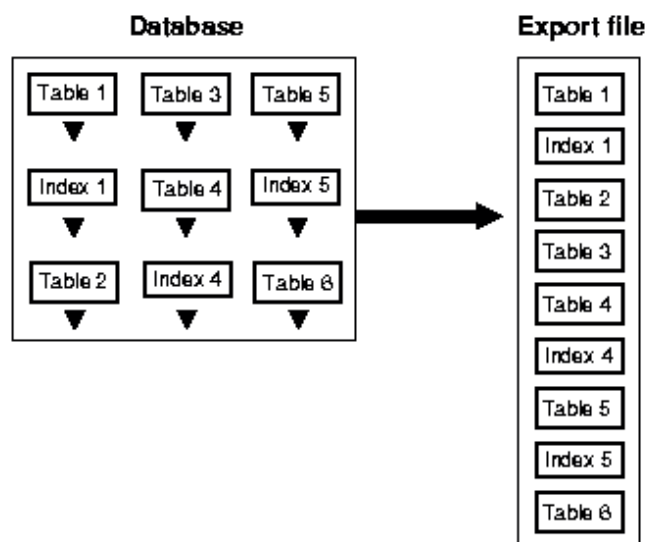 Database
Export file
Table 1
Table 3
Table 5
Index 1
Table 4
Index 5
Table 2
Index 4
Table 6
Table 1
Index 1
Table 2
Table 3
Table 4
Index 4
Table 5
Index 5
Table 6